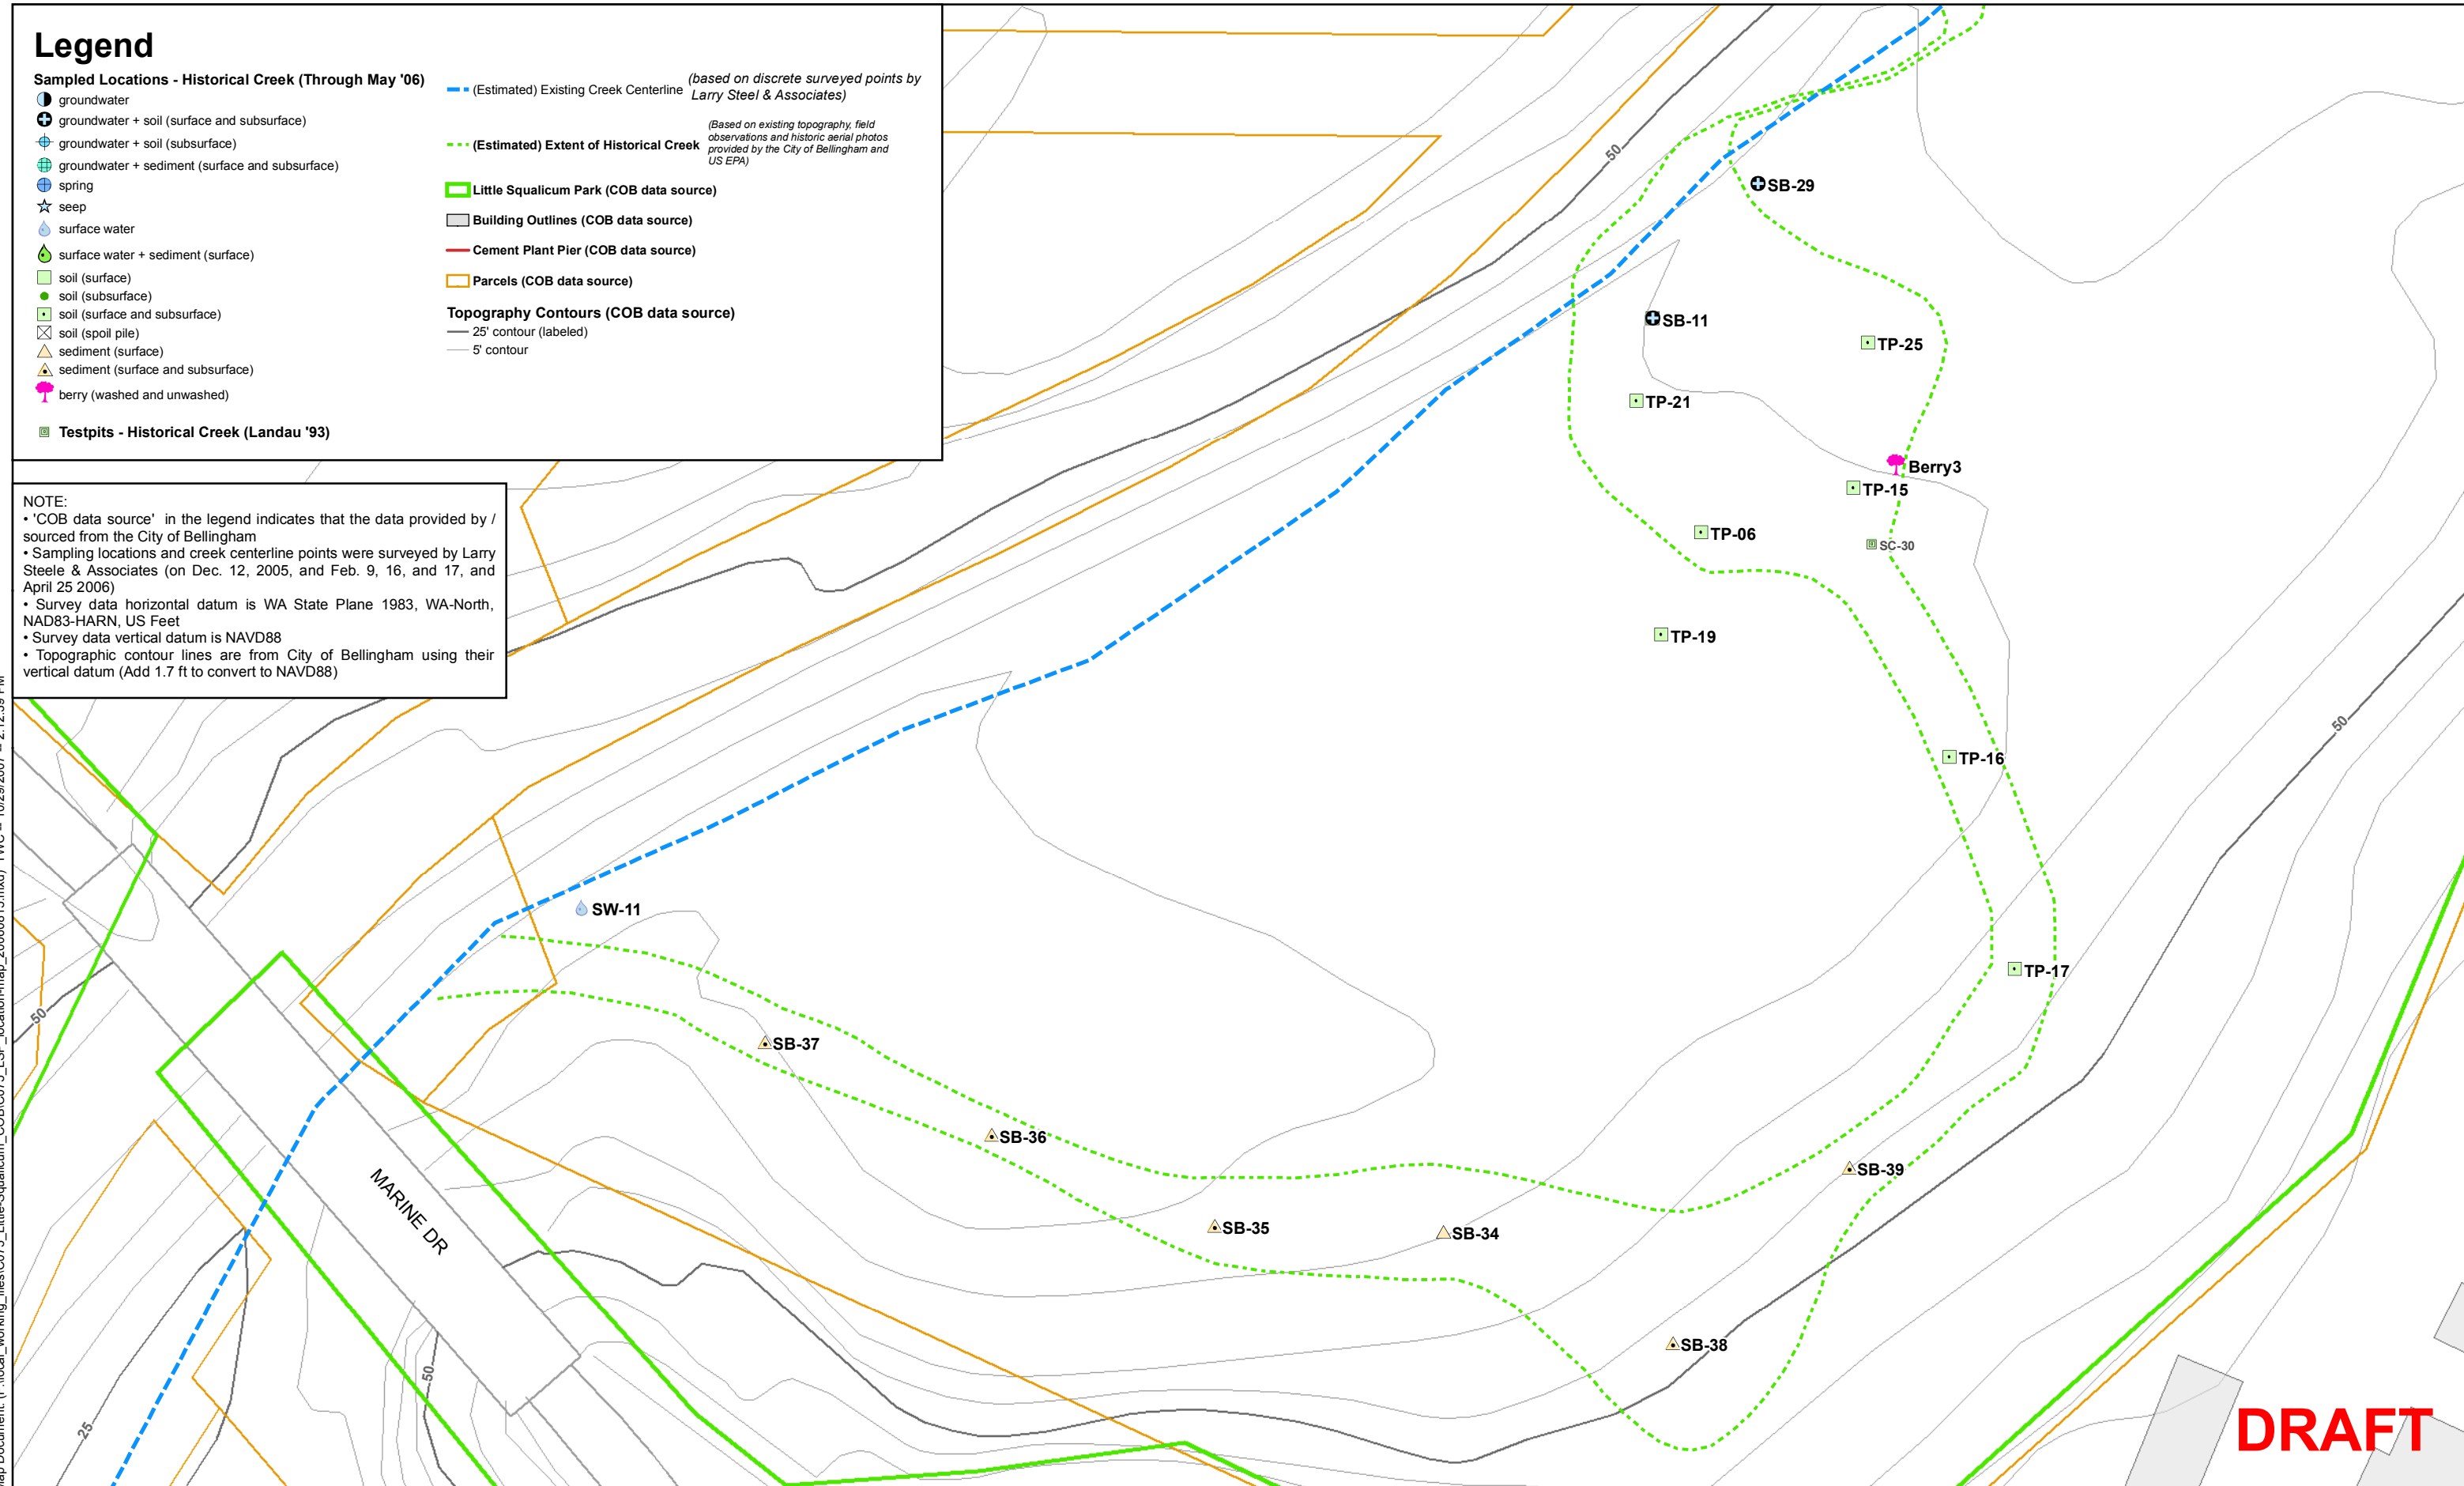 Legend
Sampled Locations - Historical Creek (Through May '06)
groundwater
groundwater + soil (surface and subsurface)
groundwater + soil (subsurface)
groundwater + sediment (surface and subsurface)
spring
seep
surface water
surface water + sediment (surface)
soil (surface)
soil (subsurface)
soil (surface and subsurface)
soil (spoil pile)
sediment (surface)
sediment (surface and subsurface)
berry (washed and unwashed)
Testpits - Historical Creek (Landau '93)
(Estimated) Existing Creek Centerline
(based on discrete surveyed points by
Larry Steel & Associates)
(Estimated) Extent of Historical Creek
(Based on existing topography, field
observations and historic aerial photos
provided by the City of Bellingham and
US EPA)
Little Squalicum Park (COB data source)
Building Outlines (COB data source)
Cement Plant Pier (COB data source)
Parcels (COB data source)
Topography Contours (COB data source)
25' contour (labeled)
5' contour
NOTE:
• 'COB data source' in the legend indicates that the data provided by /
sourced from the City of Bellingham
• Sampling locations and creek centerline points were surveyed by Larry
Steele & Associates (on Dec. 12, 2005, and Feb. 9, 16, and 17, and
April 25 2006)
• Survey data horizontal datum is WA State Plane 1983, WA-North,
NAD83-HARN, US Feet
• Survey data vertical datum is NAVD88
• Topographic contour lines are from City of Bellingham using their
vertical datum (Add 1.7 ft to convert to NAVD88)
50
SB-29
SB-11
TP-25
TP-21
Berry3
TP-15
TP-06
SC-30
TP-19
50
TP-16
SW-11
TP-17
50
SB-37
SB-36
SB-39
MARINE DR
SB-35
SB-34
SB-38
50
25
DRAFT